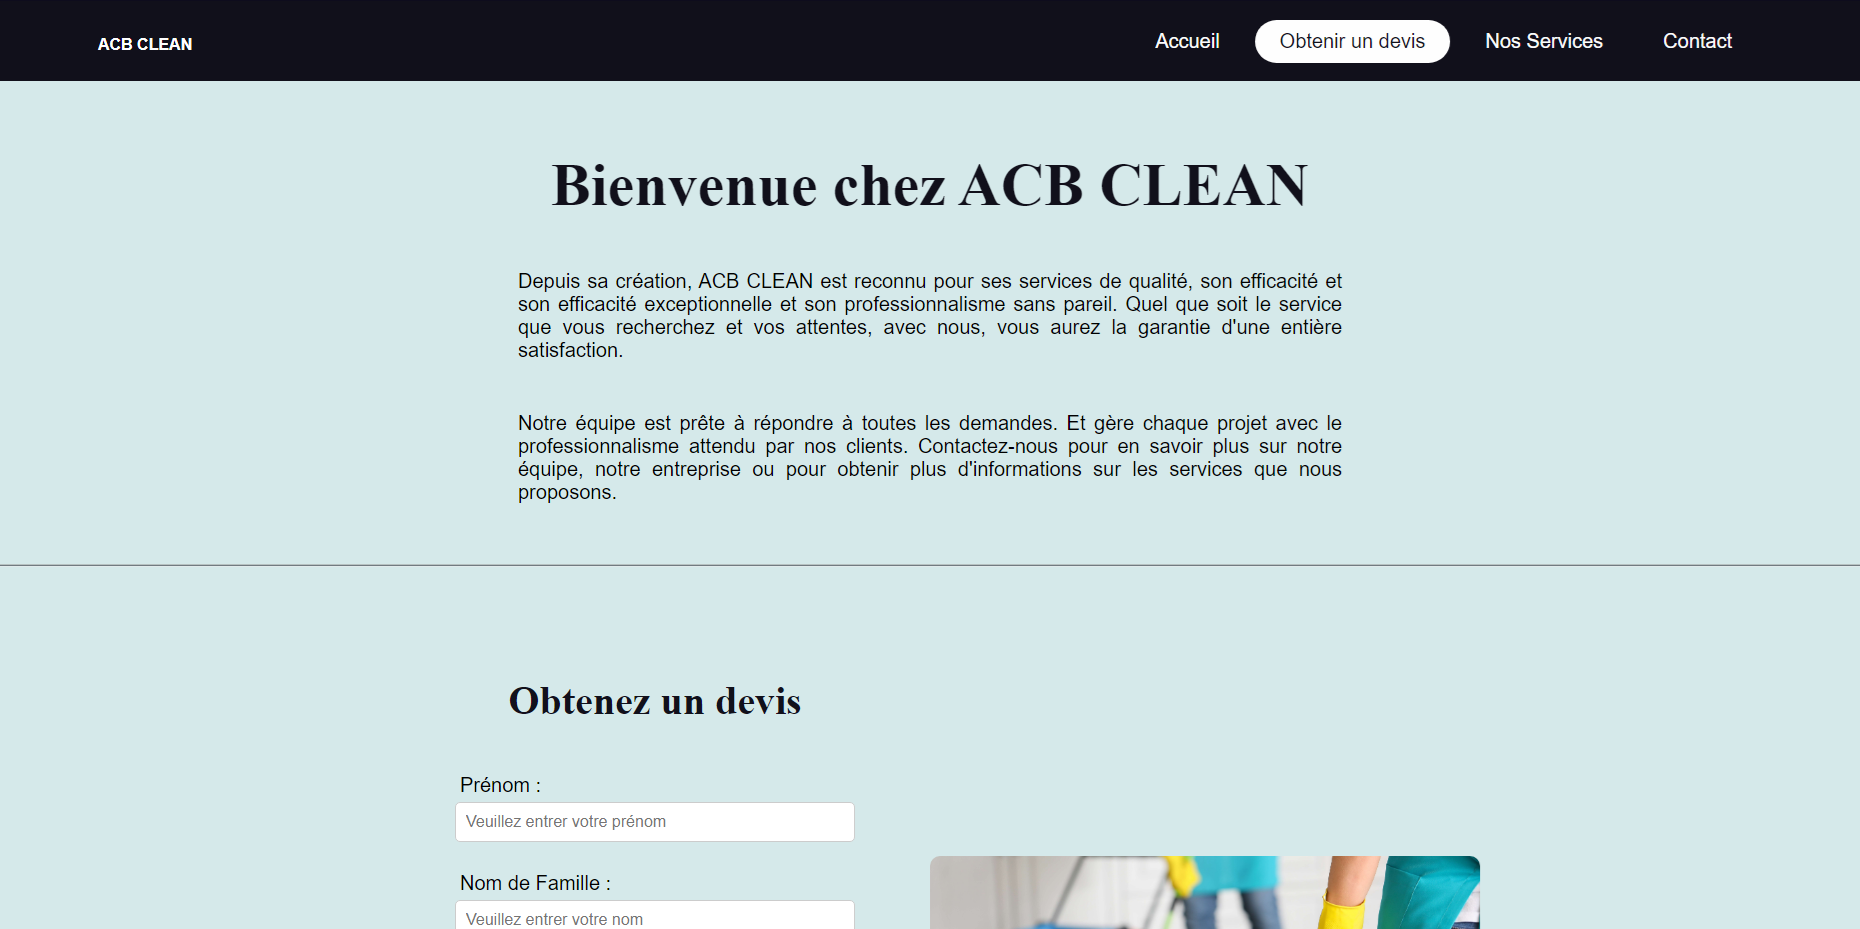 ACB CLEAN
Accueil
Obtenir un devis
Nos Services
Contact
Bienvenue chez ACB CLEAN
Depuis sa création, ACB CLEAN est reconnu pour ses services de qualité, son efficacité et
son efficacité exceptionnelle et son professionnalisme sans pareil. Quel que soit le service
que vous recherchez et vos attentes, avec nous, vous aurez la garantie d'une entière
satisfaction.
Notre équipe est prête à répondre à toutes les demandes. Et gère chaque projet avec le
professionnalisme attendu par nos clients. Contactez-nous pour en savoir plus sur notre
équipe, notre entreprise ou pour obtenir plus d'informations sur les services que nous
proposons.
Obtenez un devis
Prénom :
Veuillez entrer votre prénom
Nom de Famille :
Veuillez entrer votre nom